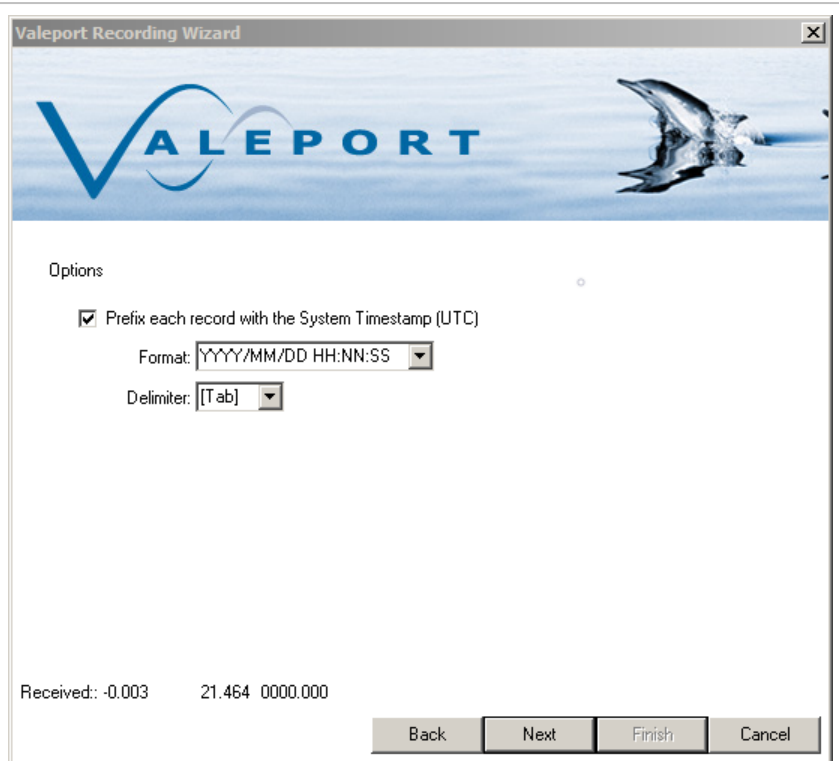 Valeport Recording Wizard
VALEPORT
Options
Prefix each record with the System Timestamp (UTC)
Format: YYYY/MM/DD HH:NN:SS
Delimiter: [Tab]
Received:: -0.003 21.464 0000.000
Back Next Finish Cancel